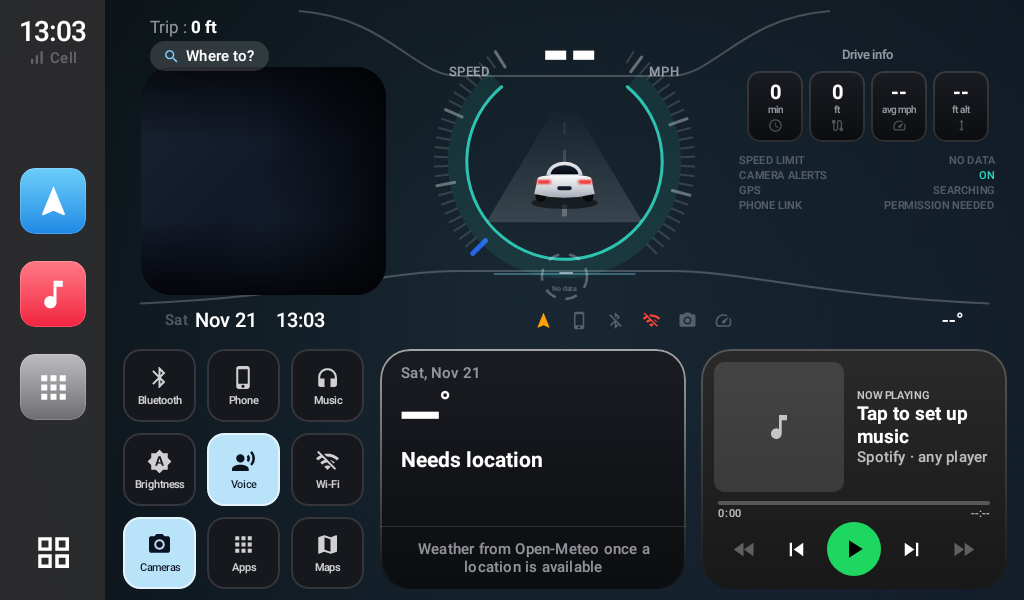 13:03
Cell
Trip : 0 ft
Where to?
SPEED
MPH
No data
Drive info
0
min
0
ft
--
avg mph
--
ft alt
SPEED LIMIT NO DATA
CAMERA ALERTS ON
GPS SEARCHING
PHONE LINK PERMISSION NEEDED
Sat Nov 21 13:03
--°
Bluetooth
Phone
Music
Brightness
Voice
Wi-Fi
Cameras
Apps
Maps
Sat, Nov 21
—°
Needs location
Weather from Open-Meteo once a
location is available
NOW PLAYING
Tap to set up
music
Spotify · any player
0:00 --:--